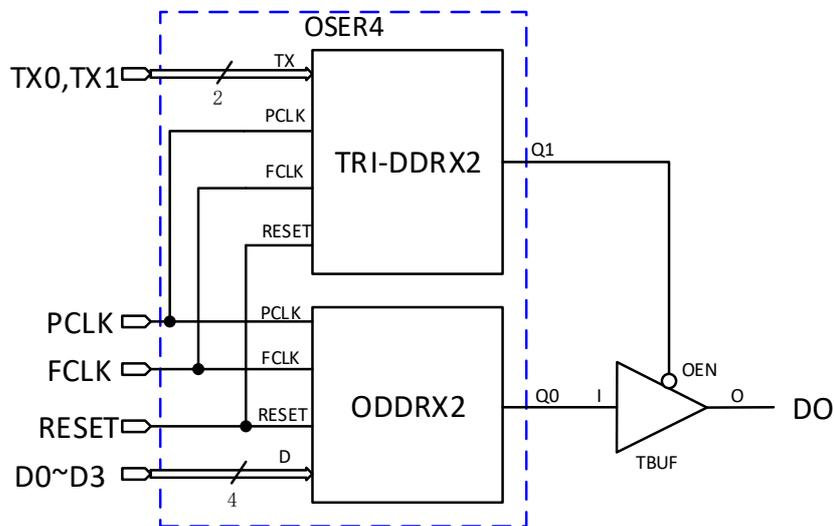 OSER4
TX0,TX1
TX
2
PCLK
FCLK
RESET
TRI-DDRX2
Q1
PCLK
PCLK
FCLK
FCLK
RESET
RESET
D0~D3
D
4
ODDRX2
Q0
I
OEN
O
DO
TBUF